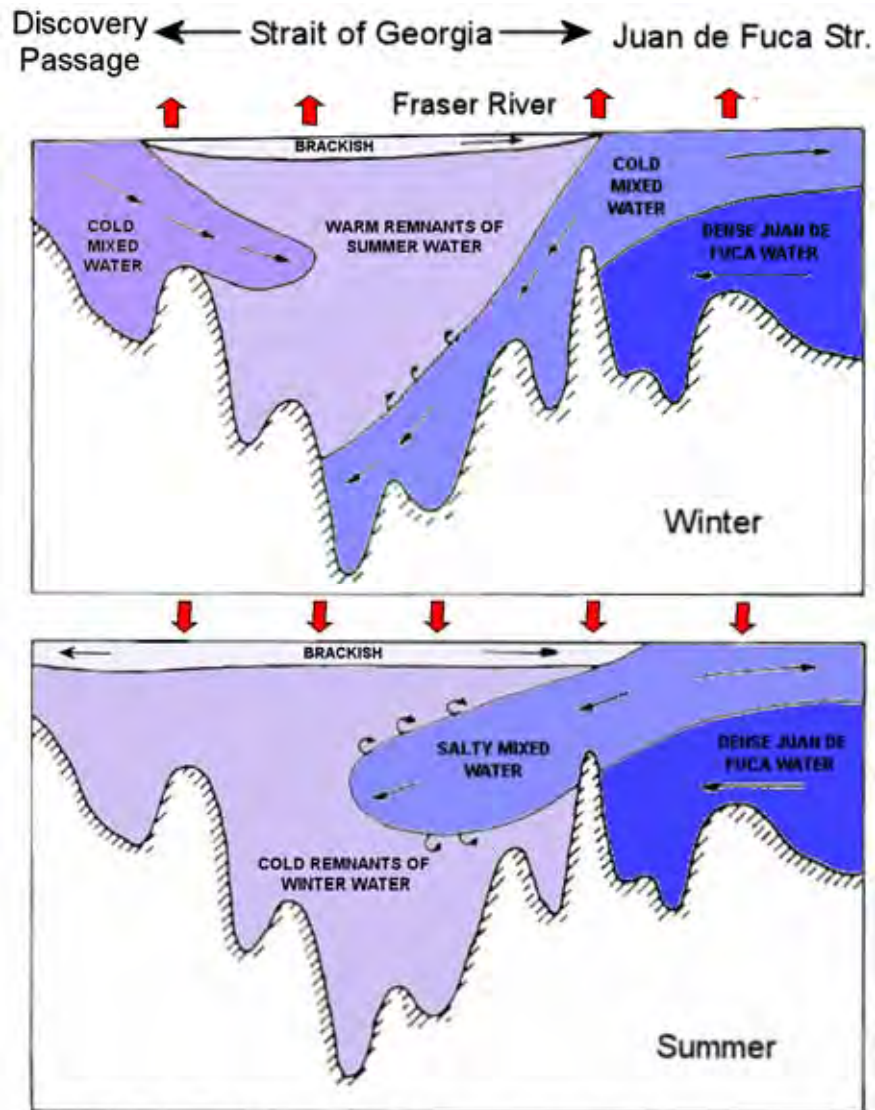 Discovery
Passage
Strait of Georgia
Juan de Fuca Str.
Fraser River
BRACKISH
COLD
MIXED
WATER
WARM REMNANTS OF
SUMMER WATER
COLD
MIXED
WATER
DENSE JUAN DE
FUCA WATER
Winter
BRACKISH
SALTY MIXED
WATER
DENSE JUAN DE
FUCA WATER
COLD REMNANTS OF
WINTER WATER
Summer